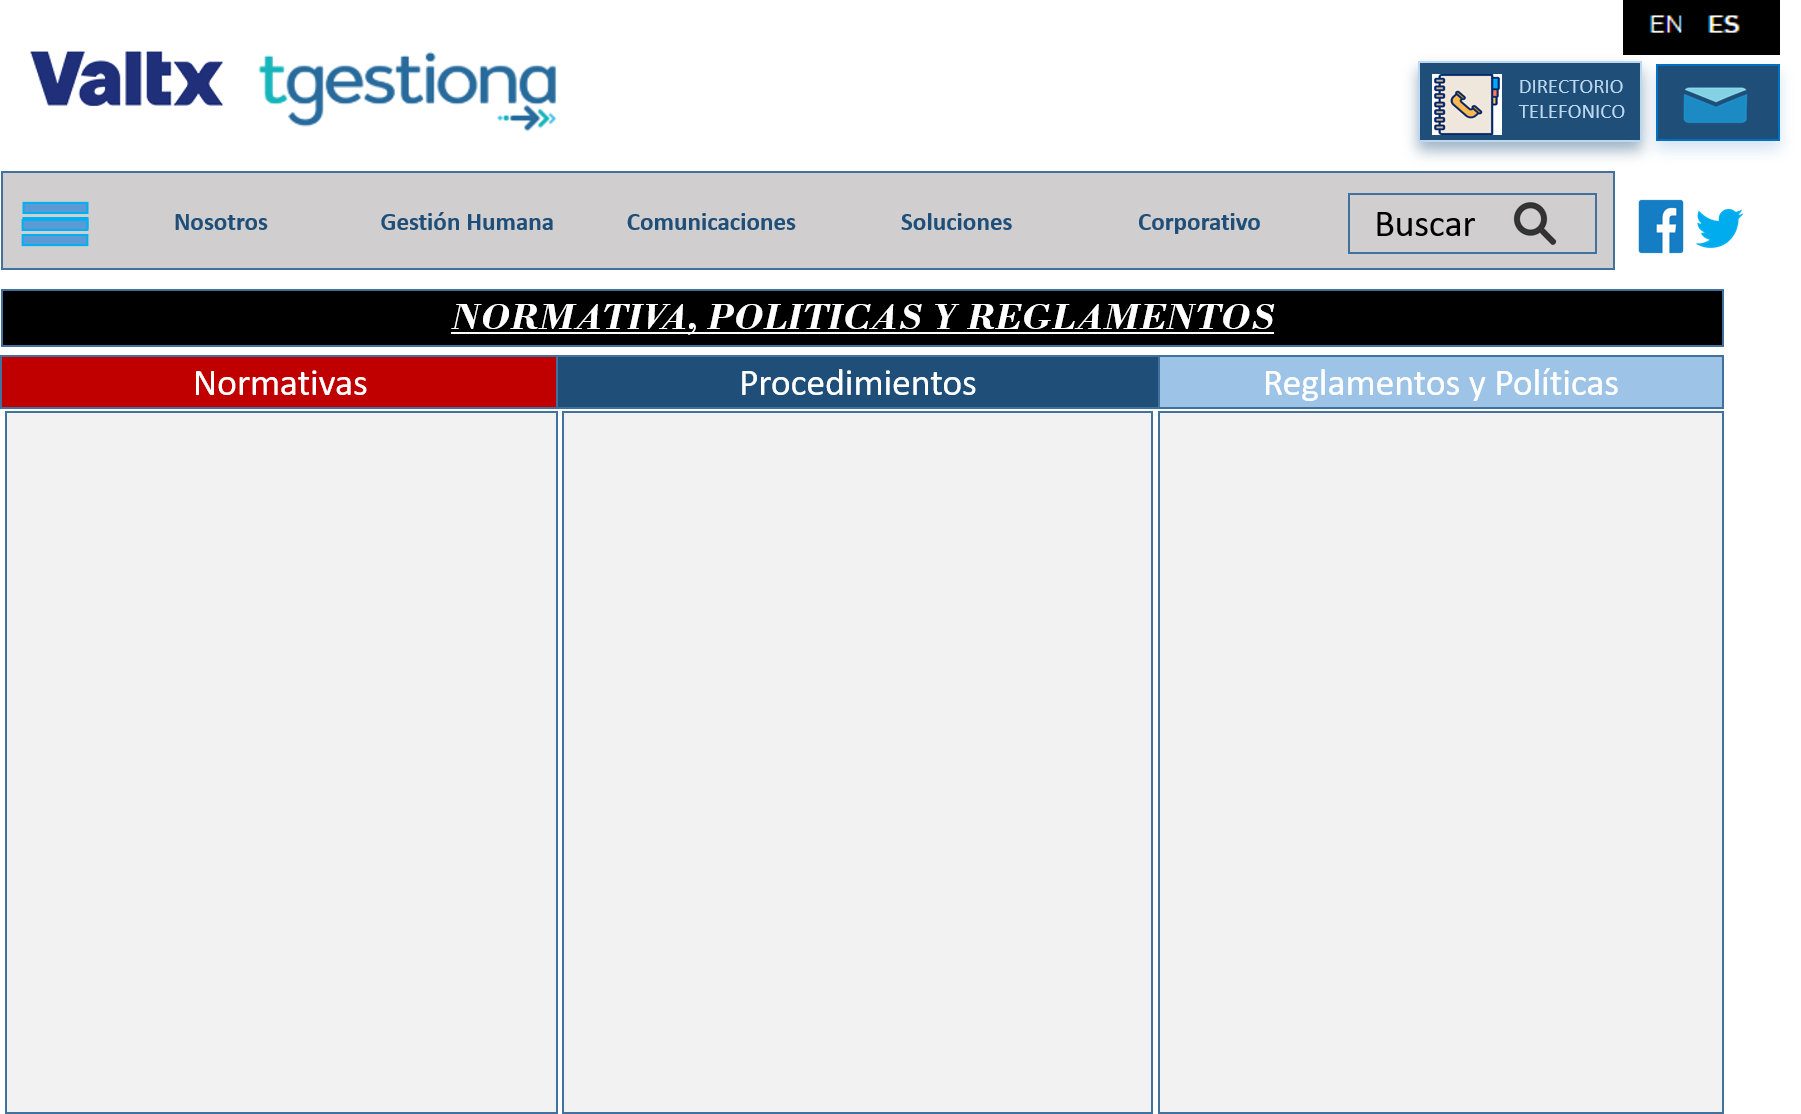 EN ES
Valtx tgestiona
DIRECTORIO
TELEFONICO
Nosotros Gestión Humana Comunicaciones Soluciones Corporativo Buscar
NORMATIVA, POLITICAS Y REGLAMENTOS
Normativas Procedimientos Reglamentos y Políticas